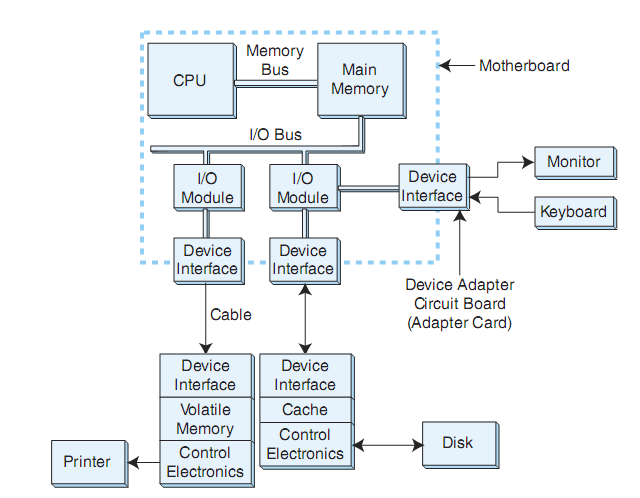 Memory
Bus
CPU
Main
Memory
Motherboard
I/O Bus
I/O
Module
I/O
Module
Device
Interface
Monitor
Keyboard
Device
Interface
Device
Interface
Device Adapter
Circuit Board
(Adapter Card)
Cable
Device
Interface
Volatile
Memory
Control
Electronics
Device
Interface
Cache
Control
Electronics
Disk
Printer